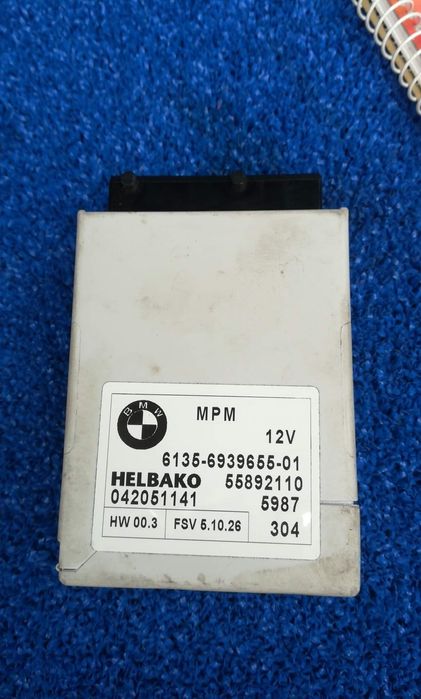 BMW
MPM
12V
6135-6939655-01
HELBAKO 55892110
042051141 5987
HW 00.3 FSV 5.10.26 304